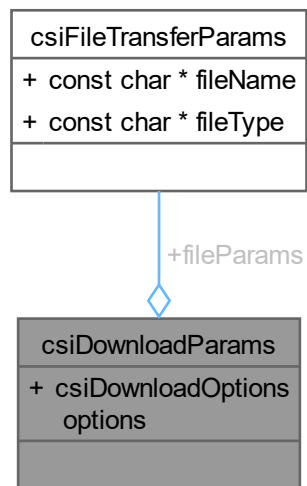 csiFileTransferParams
+ const char * fileName
+ const char * fileType
+fileParams
csiDownloadParams
+ csiDownloadOptions
options